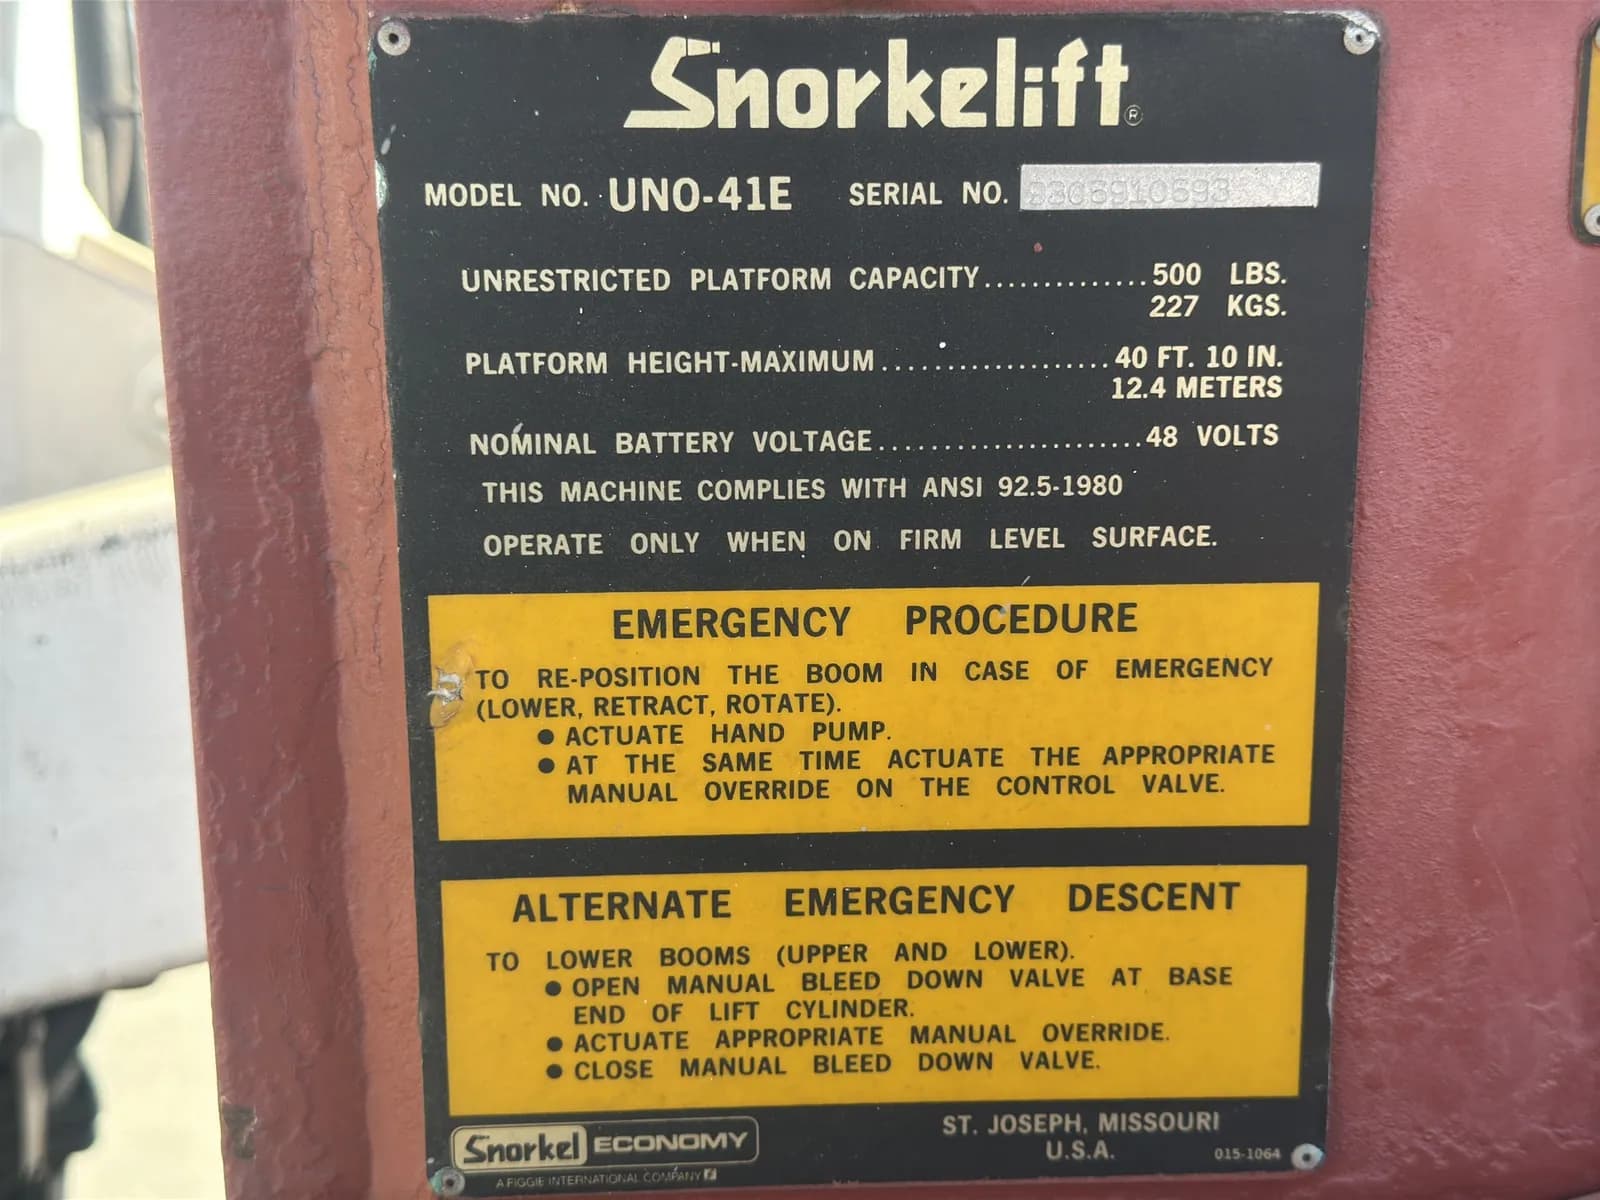 Snorkelift®
MODEL NO. UNO-41E SERIAL NO.
UNRESTRICTED PLATFORM CAPACITY..............500 LBS.
227 KGS.
PLATFORM HEIGHT-MAXIMUM...................40 FT. 10 IN.
12.4 METERS
NOMINAL BATTERY VOLTAGE.......................48 VOLTS
THIS MACHINE COMPLIES WITH ANSI 92.5-1980
OPERATE ONLY WHEN ON FIRM LEVEL SURFACE.
EMERGENCY PROCEDURE
TO RE-POSITION THE BOOM IN CASE OF EMERGENCY
(LOWER, RETRACT, ROTATE).
● ACTUATE HAND PUMP.
● AT THE SAME TIME ACTUATE THE APPROPRIATE
MANUAL OVERRIDE ON THE CONTROL VALVE.
ALTERNATE EMERGENCY DESCENT
TO LOWER BOOMS (UPPER AND LOWER).
● OPEN MANUAL BLEED DOWN VALVE AT BASE
END OF LIFT CYLINDER.
● ACTUATE APPROPRIATE MANUAL OVERRIDE.
● CLOSE MANUAL BLEED DOWN VALVE.
Snorkel ECONOMY
A FIGGIE INTERNATIONAL COMPANY
ST. JOSEPH, MISSOURI
U.S.A.
015-1064